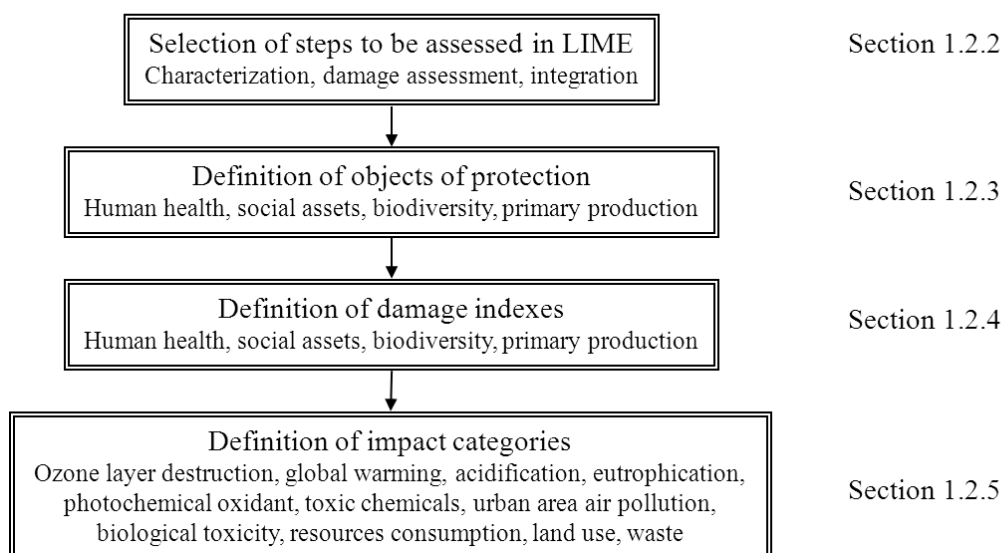 Selection of steps to be assessed in LIME
Characterization, damage assessment, integration
Section 1.2.2
Definition of objects of protection
Human health, social assets, biodiversity, primary production
Section 1.2.3
Definition of damage indexes
Human health, social assets, biodiversity, primary production
Section 1.2.4
Definition of impact categories
Ozone layer destruction, global warming, acidification, eutrophication,
photochemical oxidant, toxic chemicals, urban area air pollution,
biological toxicity, resources consumption, land use, waste
Section 1.2.5